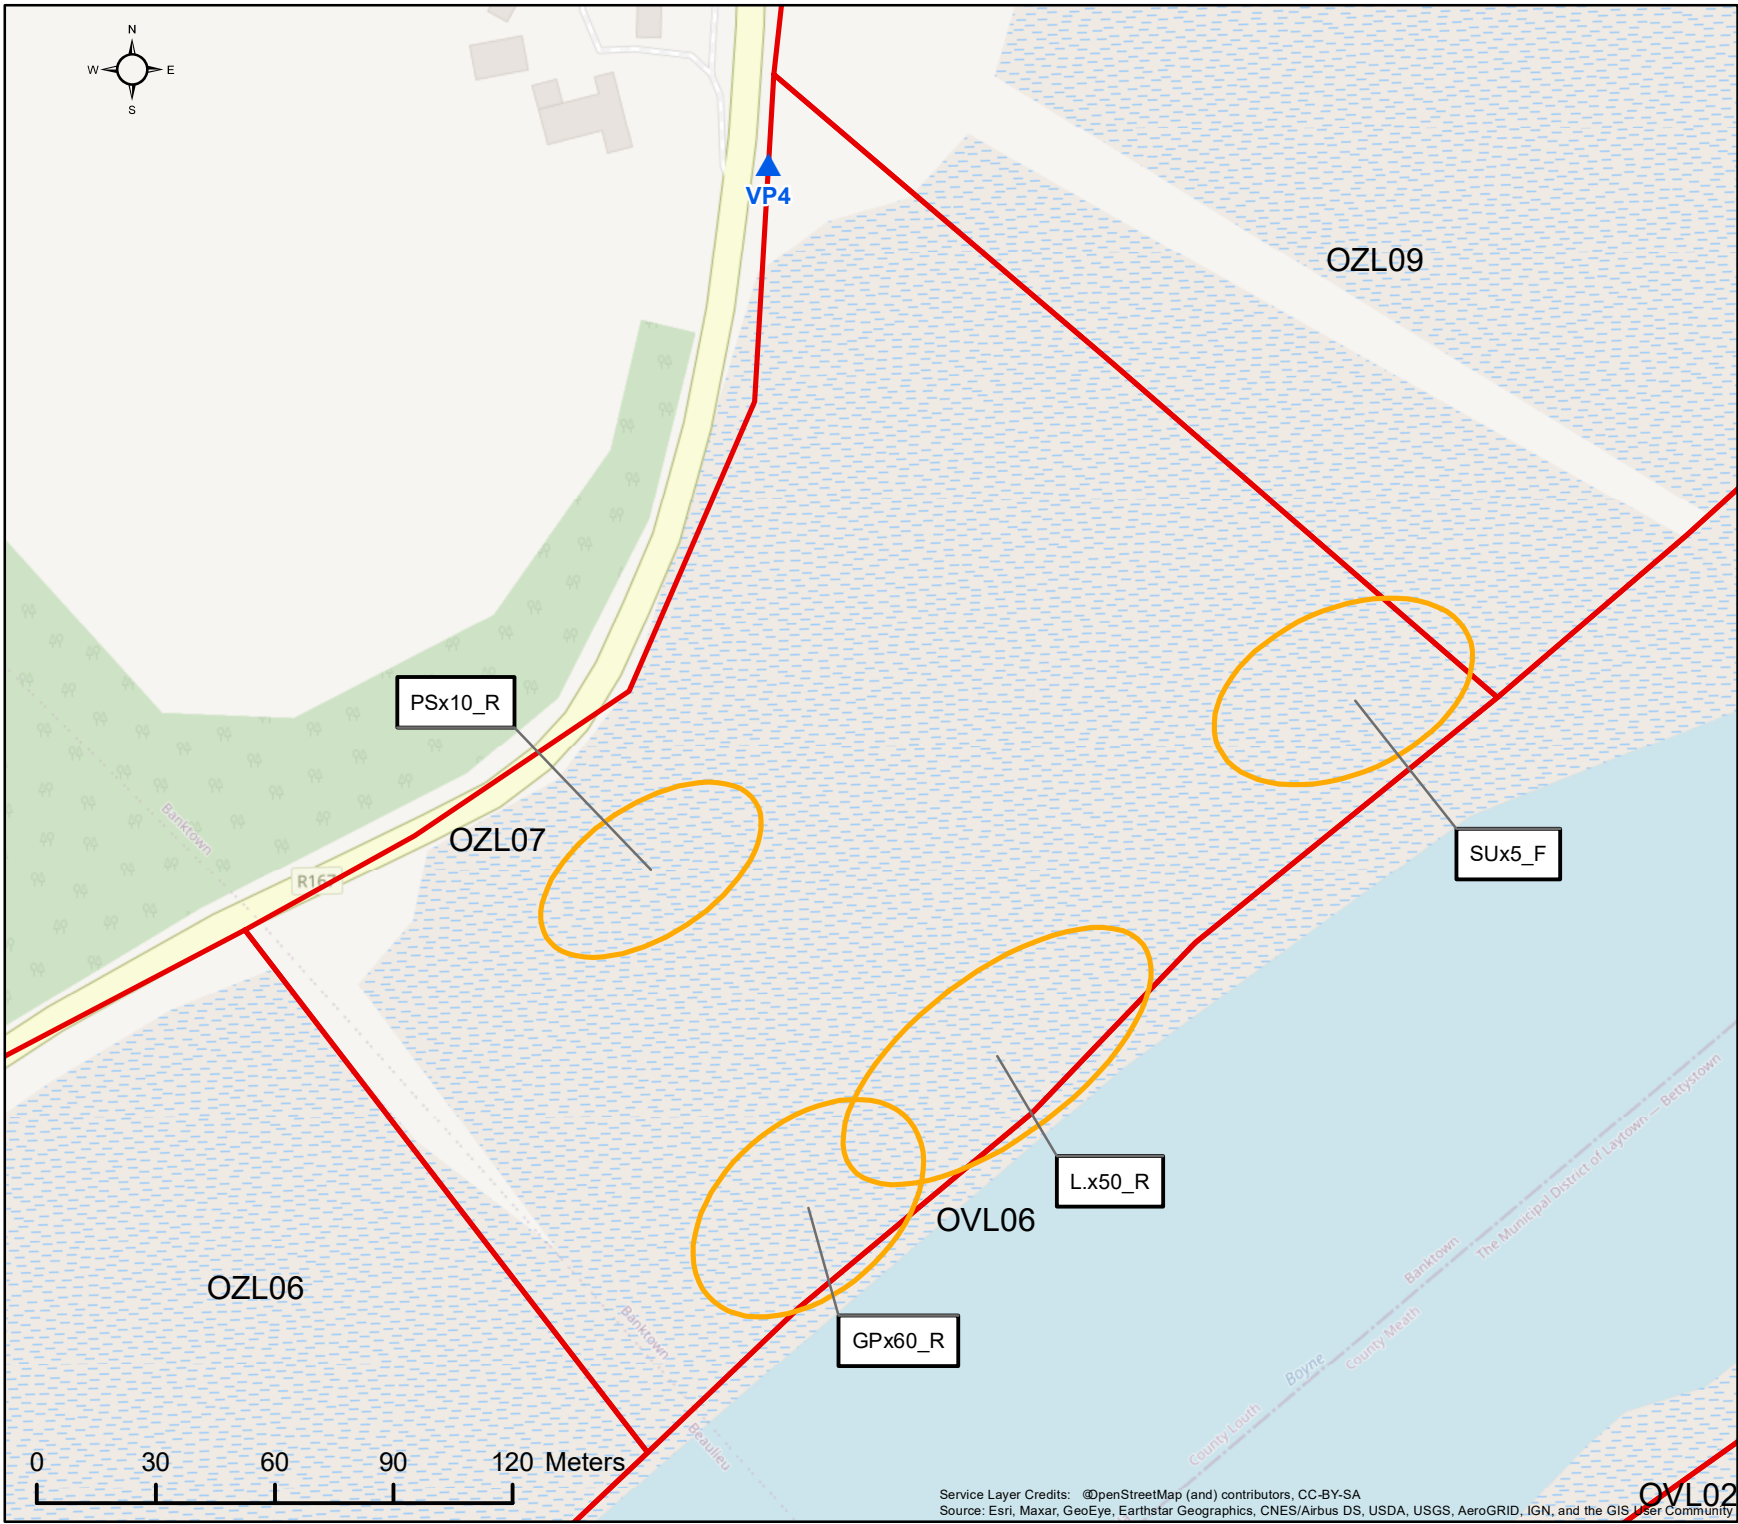 N
W E
S
VP4
OZL09
PSx10_R
Banktown
OZL07
R167
SUx5_F
The Municipal District of Laytown — Bettystown
L.x50_R
OVL06
Banktown
OZL06
Banktown
GPx60_R
County Meath
Boyne
County Louth
Beaulieu
0 30 60 90 120 Meters
Service Layer Credits: ©OpenStreetMap (and) contributors, CC-BY-SA
OVL02
Source: Esri, Maxar, GeoEye, Earthstar Geographics, CNES/Airbus DS, USDA, USGS, AeroGRID, IGN, and the GIS User Community